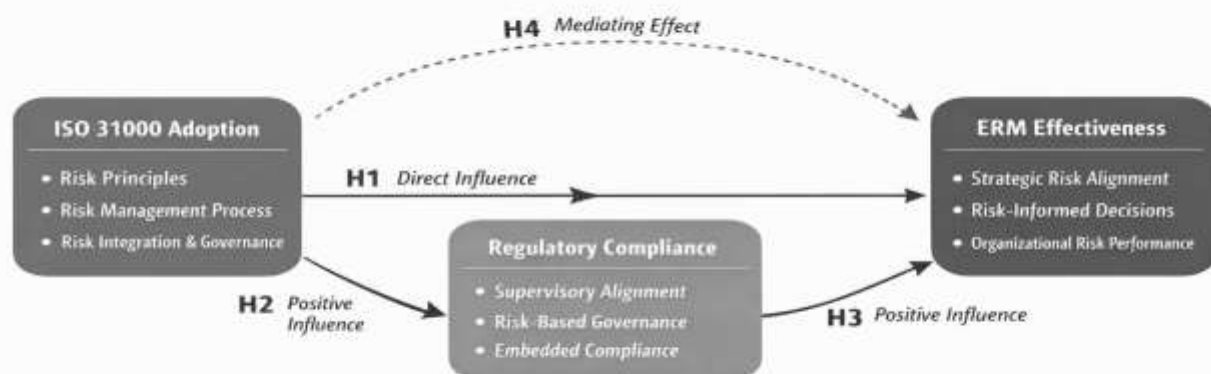 H4 Mediating Effect
ISO 31000 Adoption
• Risk Principles
• Risk Management Process
• Risk Integration & Governance
H1 Direct Influence
H2 Positive
Influence
Regulatory Compliance
• Supervisory Alignment
• Risk-Based Governance
• Embedded Compliance
H3 Positive Influence
ERM Effectiveness
• Strategic Risk Alignment
• Risk-Informed Decisions
• Organizational Risk Performance